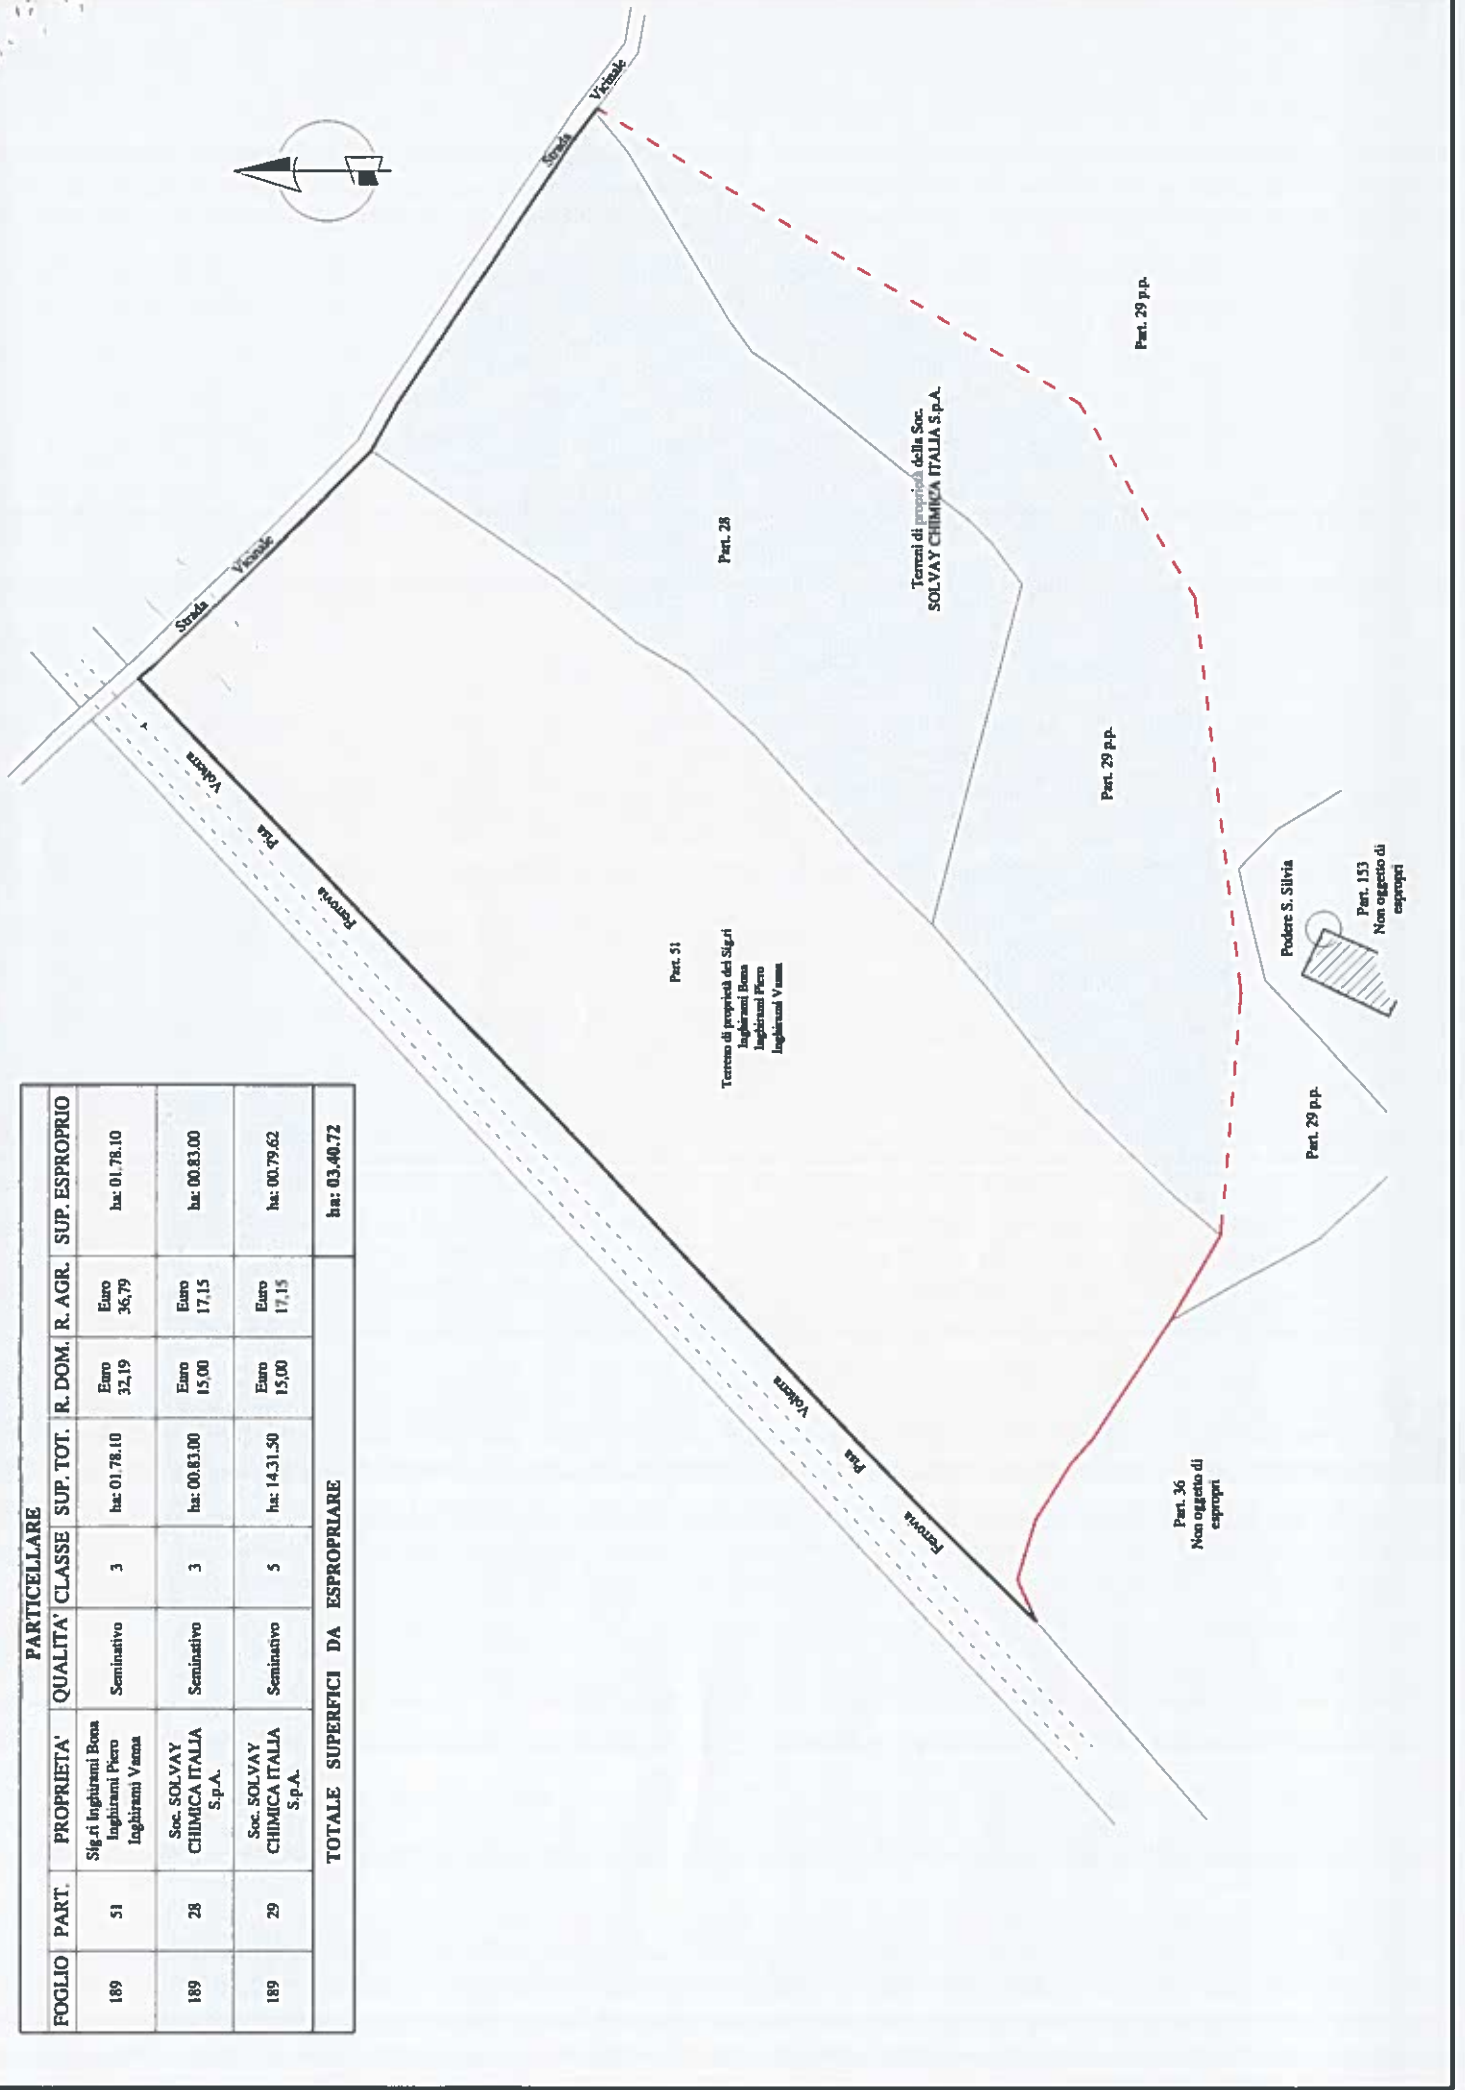 PARTICELLARE
FOGLIO PART. PROPRIETA' QUALITA' CLASSE SUP. TOT. R. DOM. R. AGR. SUP. ESPROPRIO
189 51 Sig.ri Inghirami Bona
Inghirami Piero
Inghirami Vanna
Seminativo 3 ha: 01.78.10 Euro
32,19
Euro
36,79
ha: 01.78.10
189 28 Soc. SOLVAY
CHIMICA ITALIA
S.p.A.
Seminativo 3 ha: 00.83.00 Euro
15,00
Euro
17,15
ha: 00.83.00
189 29 Soc. SOLVAY
CHIMICA ITALIA
S.p.A.
Seminativo 5 ha: 14.31.50 Euro
15,00
Euro
17,15
ha: 00.79.62
TOTALE SUPERFICI DA ESPROPRIARE ha: 03.40.72
Strada Vicinale
Strada Vicinale
Ferrovia Pisa Volterra
Ferrovia Pisa Volterra
Part. 51
Terreno di proprietà dei Sig.ri
Inghirami Bona
Inghirami Piero
Inghirami Vanna
Part. 28
Terreni di proprietà della Soc.
SOLVAY CHIMICA ITALIA S.p.A.
Part. 29 p.p.
Part. 29 p.p.
Part. 29 p.p.
Podere S. Silvia
Part. 153
Non oggetto di
espropri
Part. 36
Non oggetto di
espropri